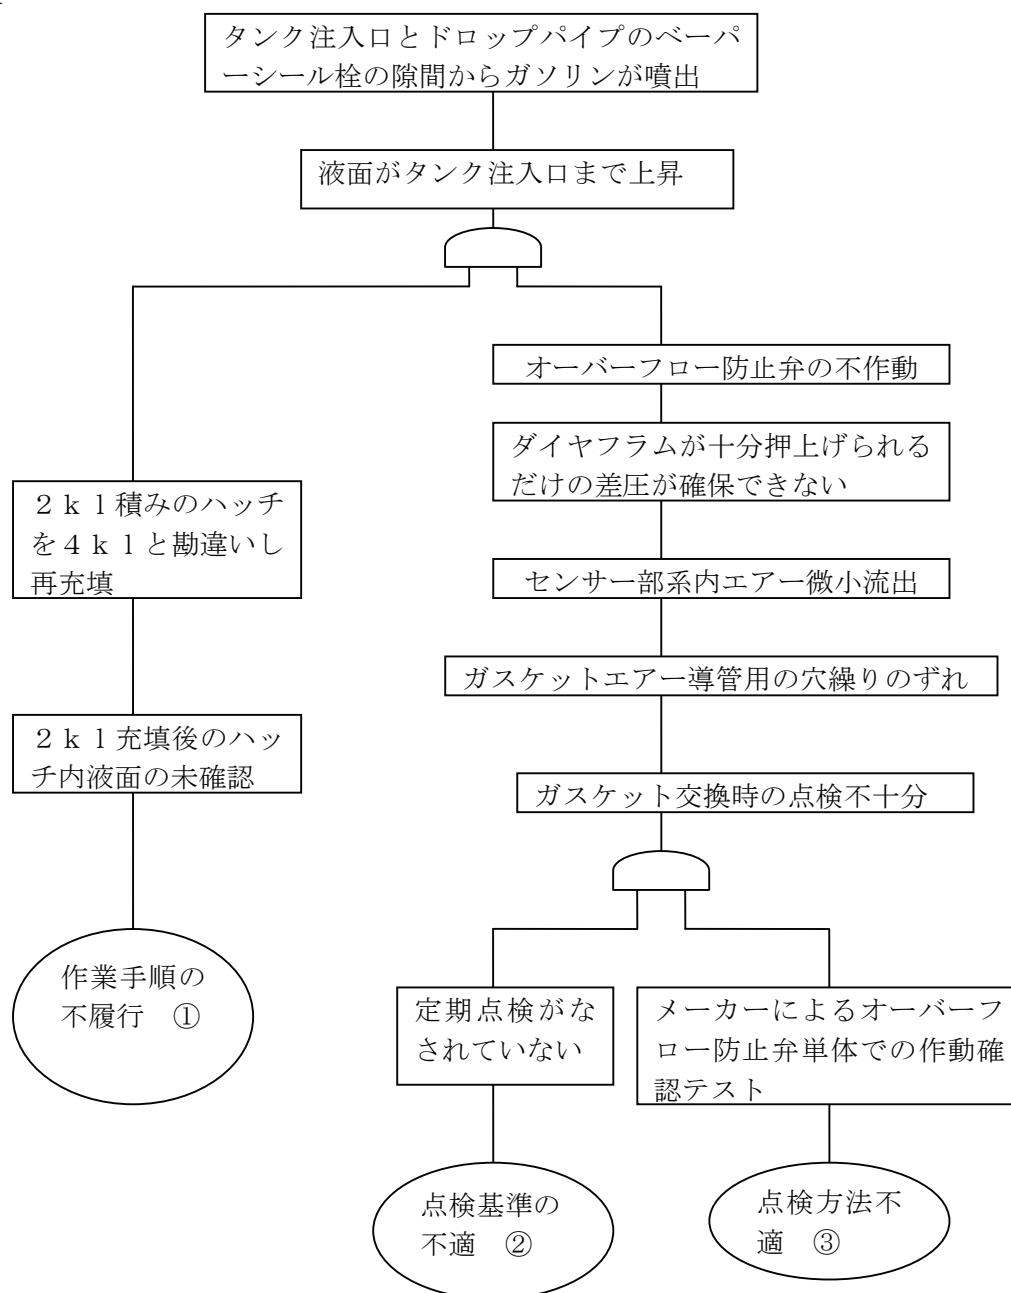 タンク注入口とドロップパイプのベーパ
ーシール栓の隙間からガソリンが噴出
液面がタンク注入口まで上昇
オーバーフロー防止弁の不作動
ダイヤフラムが十分押上げられる
だけの差圧が確保できない
２ｋｌ積みのハッチ
を４ｋｌと勘違いし
再充填
センサー部系内エアー微小流出
ガスケットエアー導管用の穴繰りのずれ
２ｋｌ充填後のハッ
チ内液面の未確認
ガスケット交換時の点検不十分
作業手順の
不履行　①
定期点検がな
されていない
メーカーによるオーバーフ
ロー防止弁単体での作動確
認テスト
点検基準の
不適　②
点検方法不
適　③